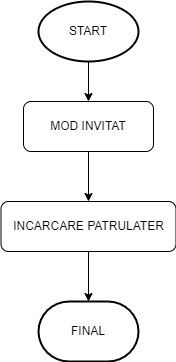 START
MOD INVITAT
INCARCARE PATRULATER
FINAL